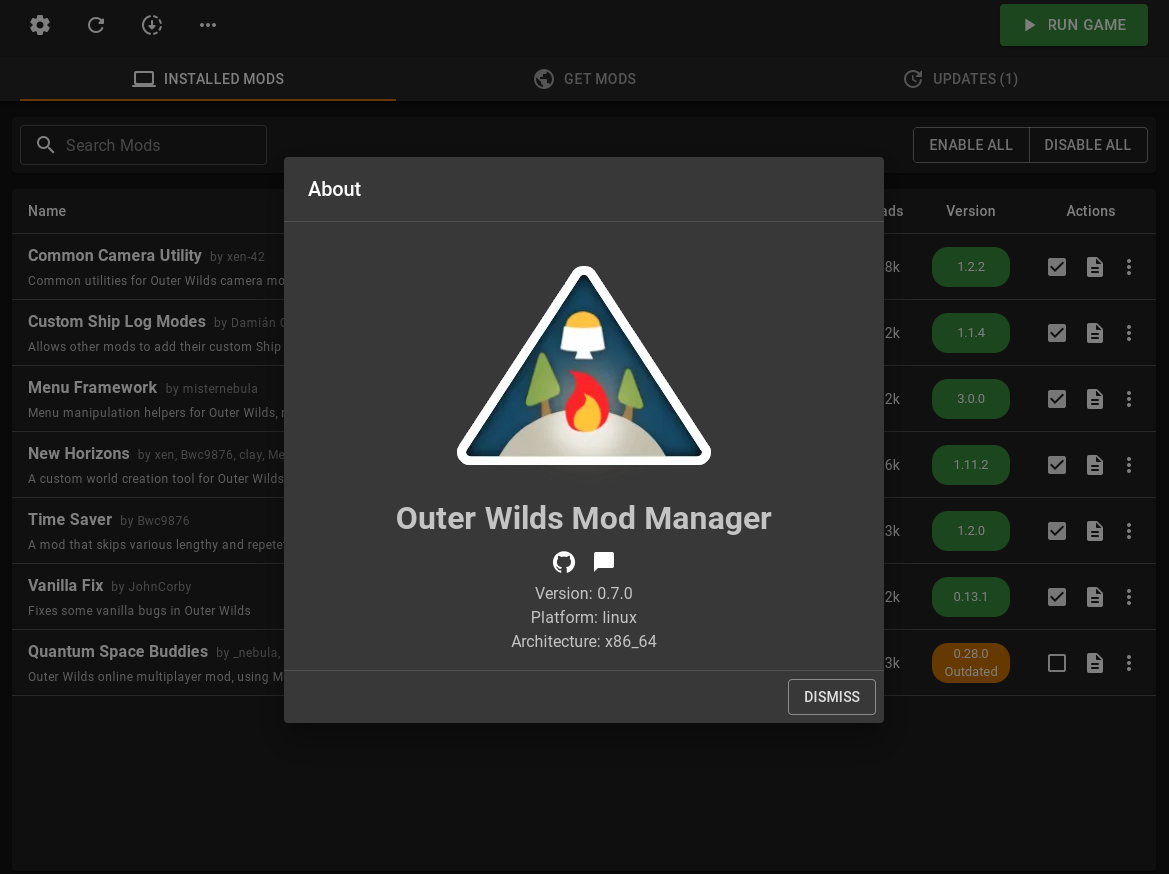 RUN GAME
INSTALLED MODS
GET MODS
UPDATES (1)
Search Mods
ENABLE ALL
DISABLE ALL
About
Name
Version
Actions
Common Camera Utility by xen-42
Common utilities for Outer Wilds camera
8k
1.2.2
Custom Ship Log Modes by Damián
Allows other mods to add their custom Ship
2k
1.1.4
Menu Framework by misternebula
Menu manipulation helpers for Outer Wilds,
2k
3.0.0
New Horizons by xen, Bwc9876, clay,
A custom world creation tool for Outer Wilds
6k
1.11.2
Time Saver by Bwc9876
A mod that skips various lengthy and
3k
1.2.0
Vanilla Fix by JohnCorby
Fixes some vanilla bugs in Outer Wilds
2k
0.13.1
Quantum Space Buddies by _nebula,
Outer Wilds online multiplayer mod, using
3k
0.28.0
Outdated
Outer Wilds Mod Manager
Version: 0.7.0
Platform: linux
Architecture: x86_64
DISMISS